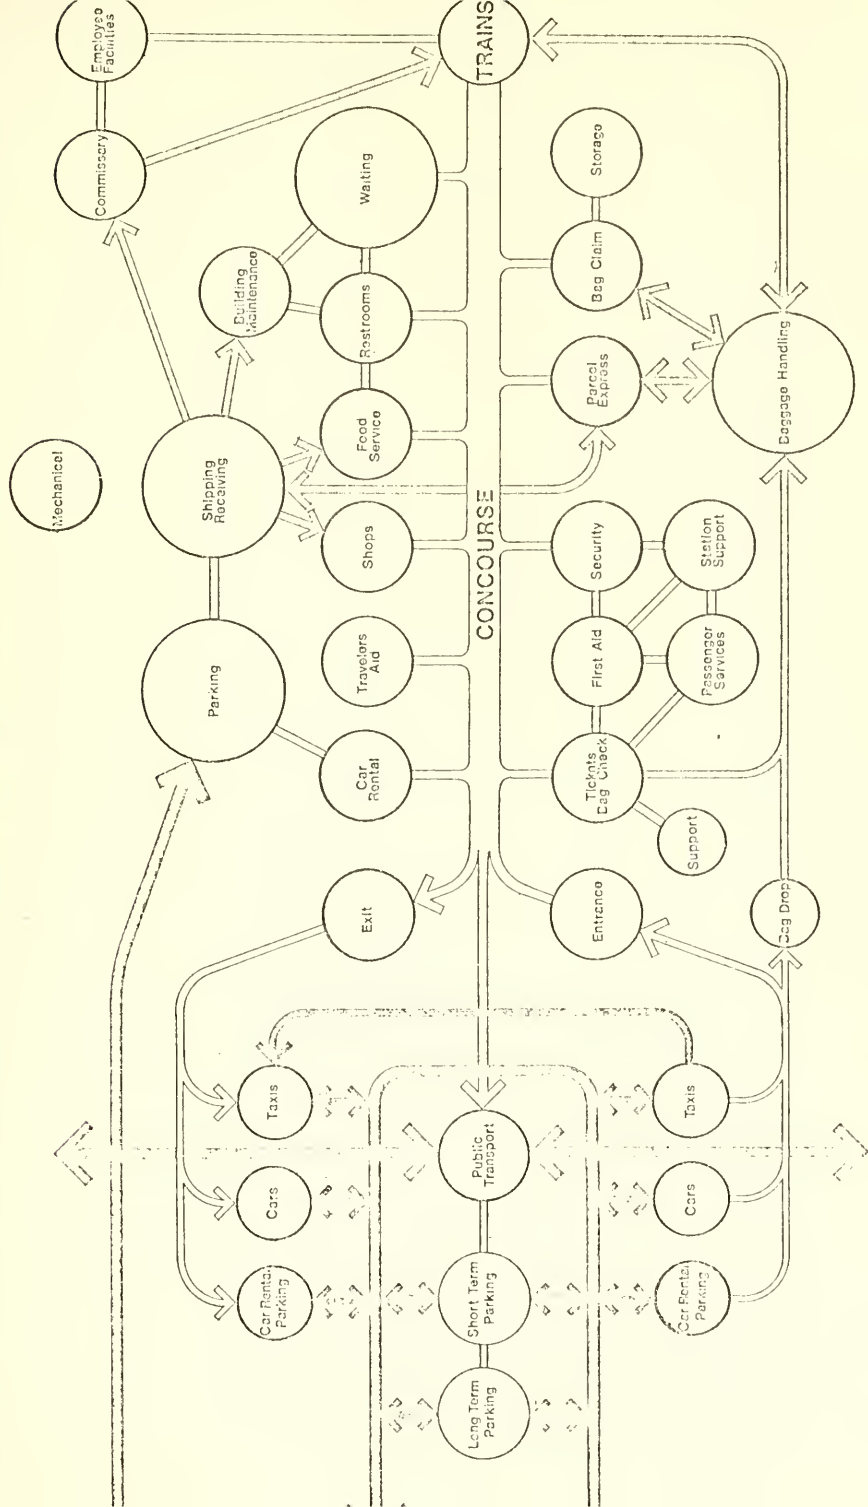 Employee
Facilities
TRAINS
Commissary
Waiting
Storage
Building
Maintenance
Restrooms
Bag Claim
Mechanical
Shipping
Receiving
Food
Service
Parcel
Express
Baggage Handling
CONCOURSE
Shops
Security
Station
Support
Parking
Travelers
Aid
First Aid
Passenger
Services
Car
Rental
Tickets
Bag Check
Support
Exit
Entrance
Bag Drop
Taxis
Public
Transport
Taxis
Cars
Cars
Car Rental
Parking
Short Term
Parking
Car Rental
Parking
Long Term
Parking